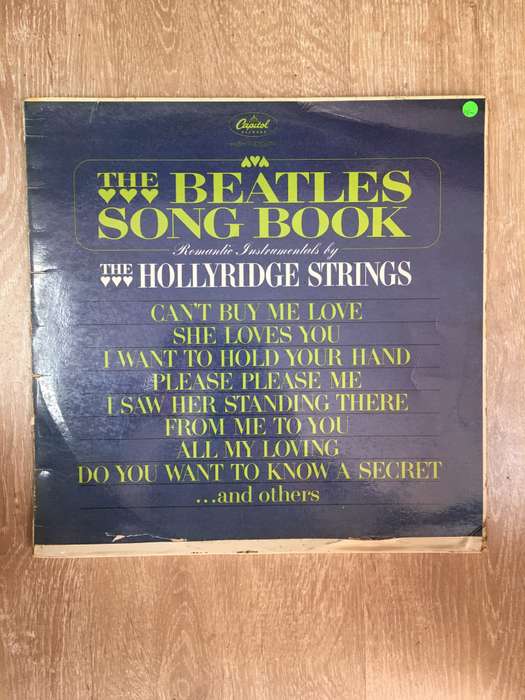 Capitol
RECORDS
THE BEATLES
SONG BOOK
Romantic Instrumentals by
THE HOLLYRIDGE STRINGS
CAN'T BUY ME LOVE
SHE LOVES YOU
I WANT TO HOLD YOUR HAND
PLEASE PLEASE ME
I SAW HER STANDING THERE
FROM ME TO YOU
ALL MY LOVING
DO YOU WANT TO KNOW A SECRET
...and others